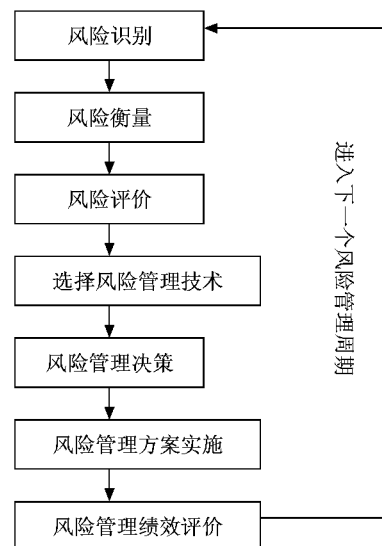 风险识别
风险衡量
风险评价
选择风险管理技术
风险管理决策
风险管理方案实施
风险管理绩效评价
进入下一个风险管理周期